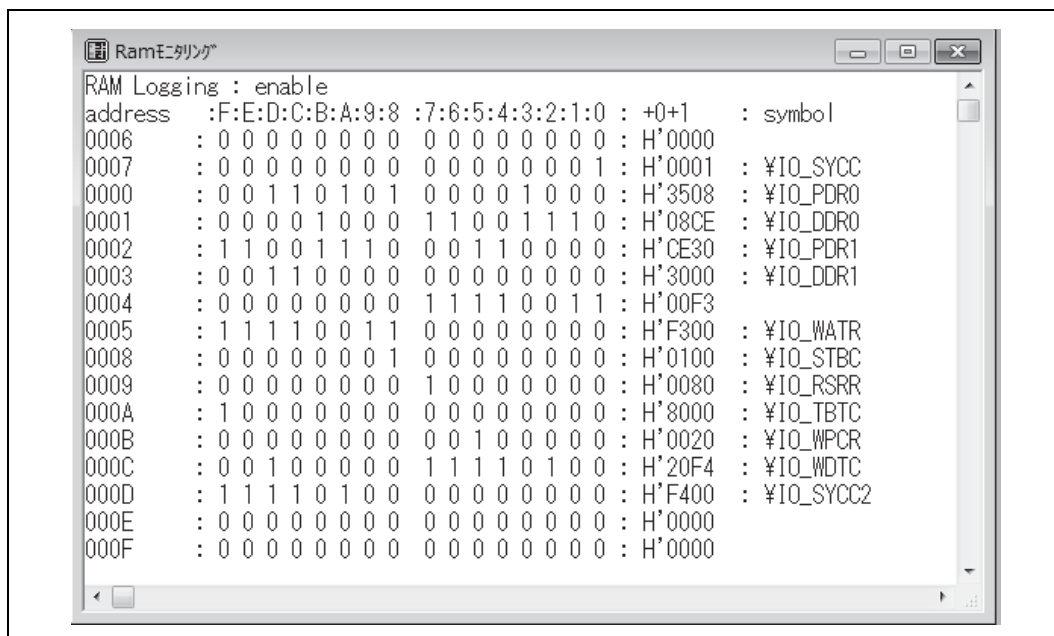 Ramﾓﾆﾀﾘﾝｸﾞ
RAM Logging : enable
address :F:E:D:C:B:A:9:8 :7:6:5:4:3:2:1:0 : +0+1 : symbol
0006 : 0 0 0 0 0 0 0 0 0 0 0 0 0 0 0 0 : H'0000
0007 : 0 0 0 0 0 0 0 0 0 0 0 0 0 0 0 1 : H'0001 : ¥IO_SYCC
0000 : 0 0 1 1 0 1 0 1 0 0 0 0 1 0 0 0 : H'3508 : ¥IO_PDR0
0001 : 0 0 0 0 1 0 0 0 1 1 0 0 1 1 1 0 : H'08CE : ¥IO_DDR0
0002 : 1 1 0 0 1 1 1 0 0 0 1 1 0 0 0 0 : H'CE30 : ¥IO_PDR1
0003 : 0 0 1 1 0 0 0 0 0 0 0 0 0 0 0 0 : H'3000 : ¥IO_DDR1
0004 : 0 0 0 0 0 0 0 0 1 1 1 1 0 0 1 1 : H'00F3
0005 : 1 1 1 1 0 0 1 1 0 0 0 0 0 0 0 0 : H'F300 : ¥IO_WATR
0008 : 0 0 0 0 0 0 0 1 0 0 0 0 0 0 0 0 : H'0100 : ¥IO_STBC
0009 : 0 0 0 0 0 0 0 0 1 0 0 0 0 0 0 0 : H'0080 : ¥IO_RSRR
000A : 1 0 0 0 0 0 0 0 0 0 0 0 0 0 0 0 : H'8000 : ¥IO_TBTC
000B : 0 0 0 0 0 0 0 0 0 0 1 0 0 0 0 0 : H'0020 : ¥IO_WPCR
000C : 0 0 1 0 0 0 0 0 1 1 1 1 0 1 0 0 : H'20F4 : ¥IO_WDTC
000D : 1 1 1 1 0 1 0 0 0 0 0 0 0 0 0 0 : H'F400 : ¥IO_SYCC2
000E : 0 0 0 0 0 0 0 0 0 0 0 0 0 0 0 0 : H'0000
000F : 0 0 0 0 0 0 0 0 0 0 0 0 0 0 0 0 : H'0000